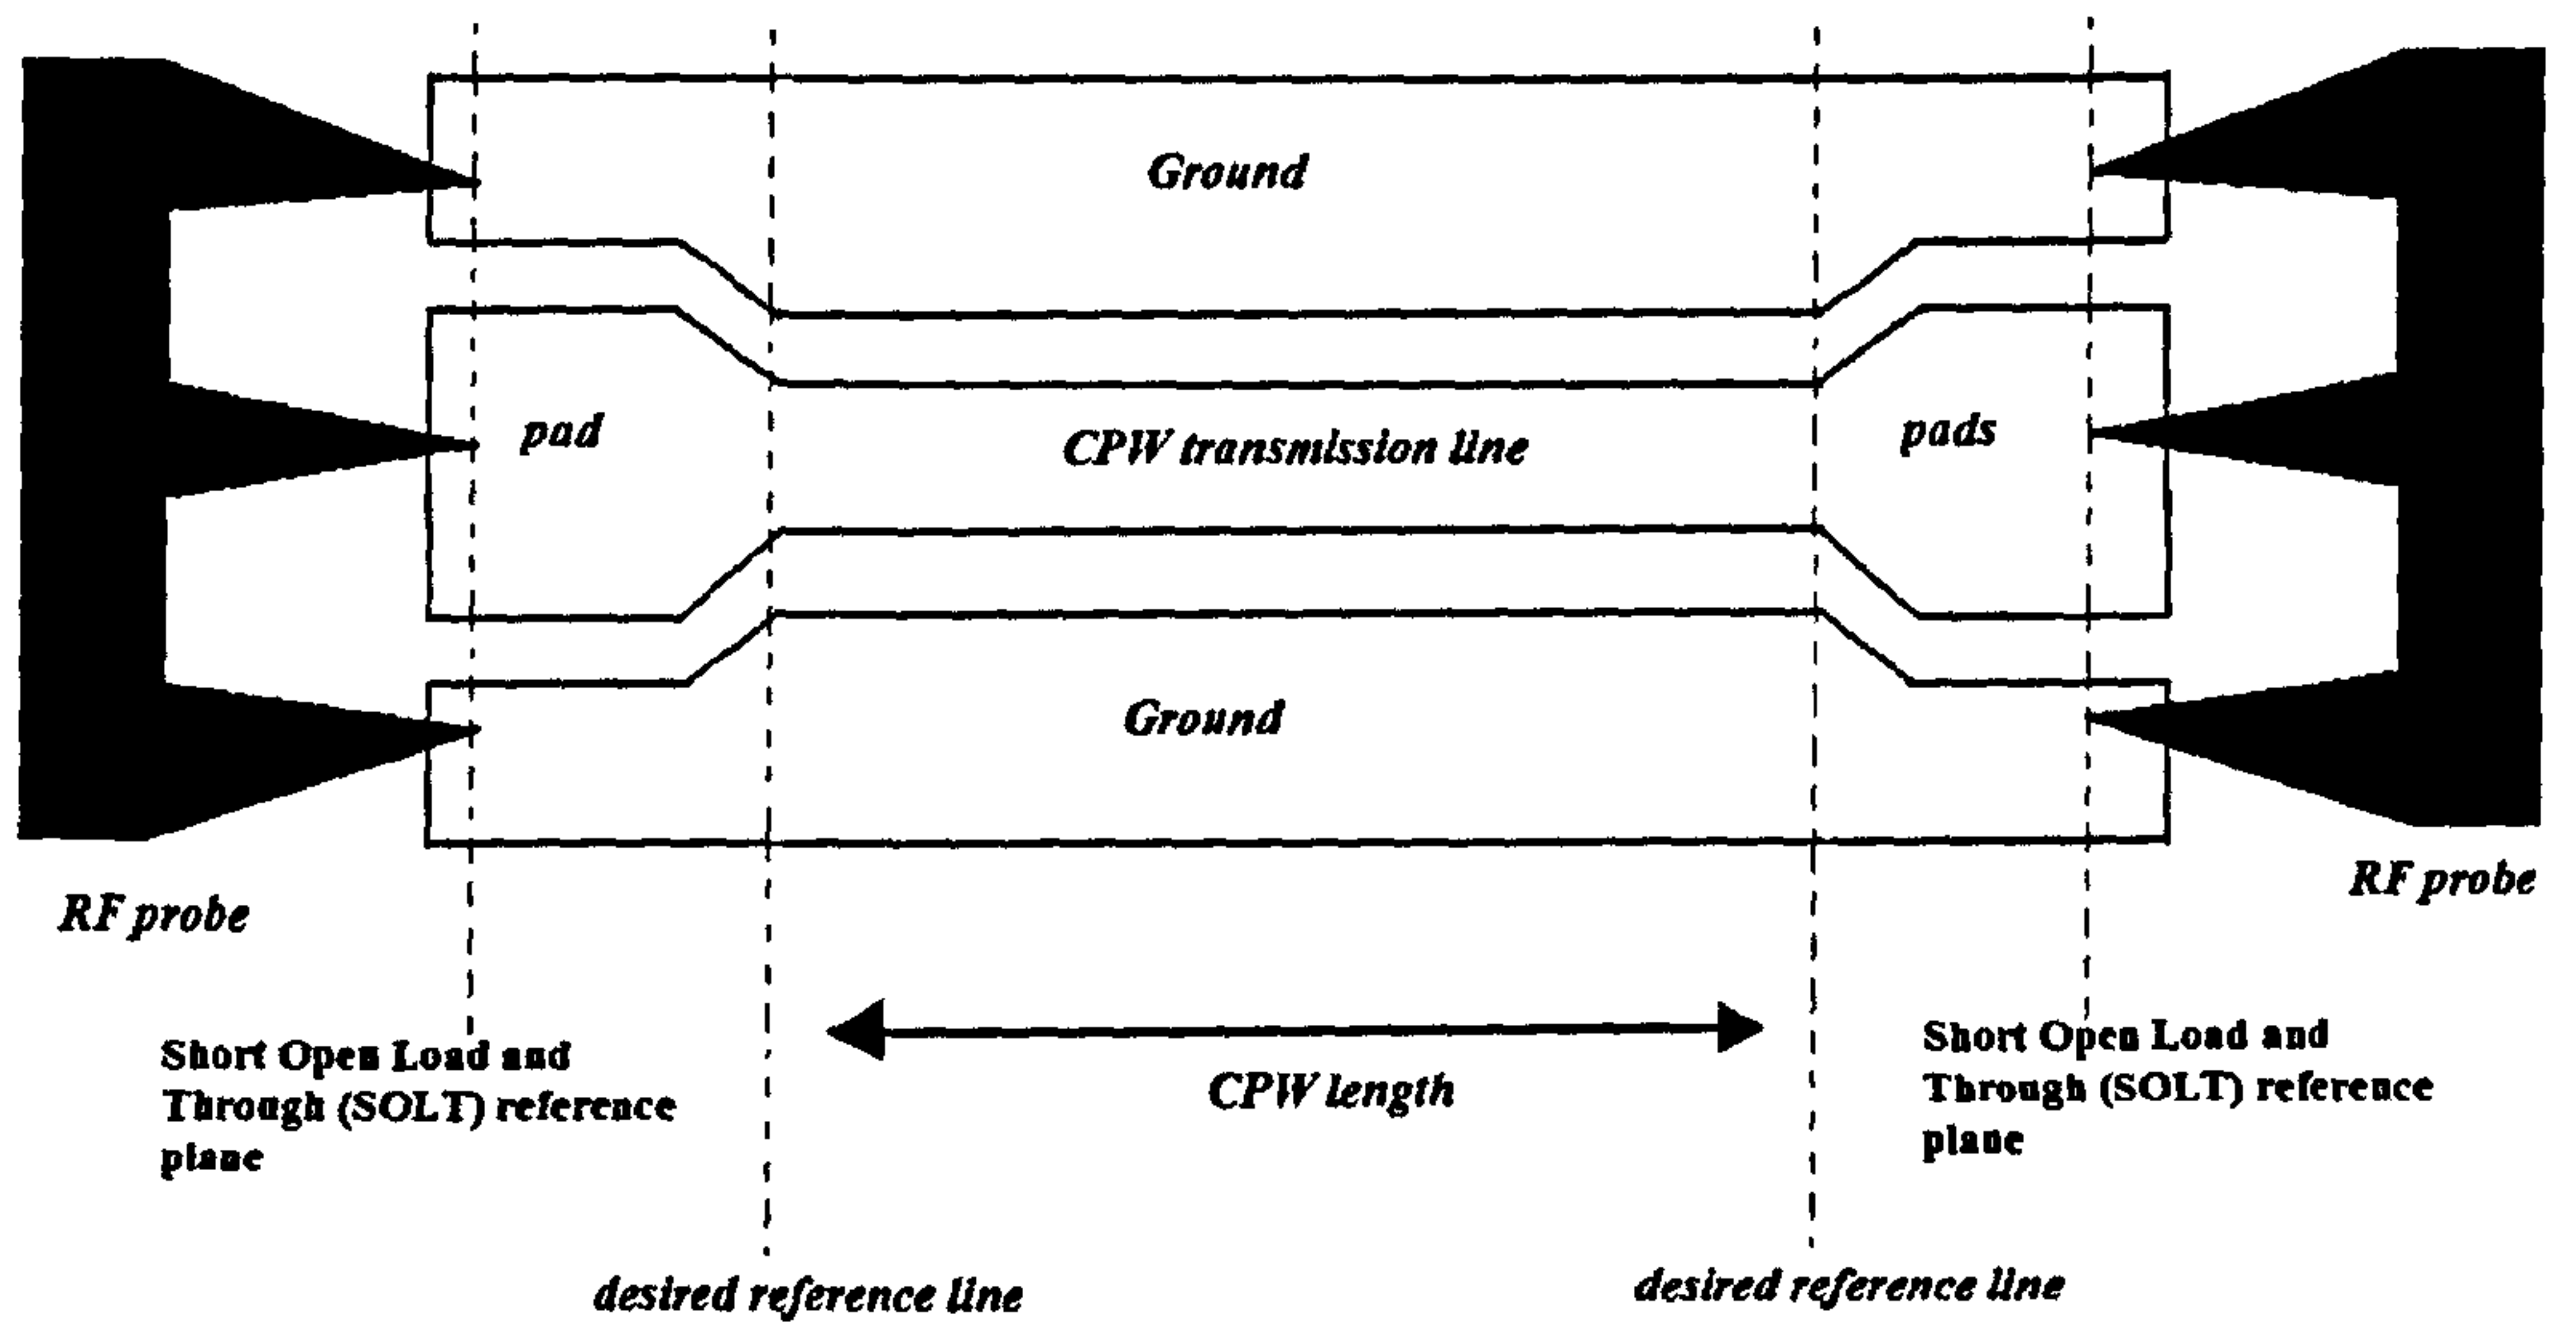 Ground
pad
CPW transmission line
pads
Ground
RF probe
RF probe
Short Open Load and
Through (SOLT) reference
plane
CPW length
Short Open Load and
Through (SOLT) reference
plane
desired reference line
desired reference line